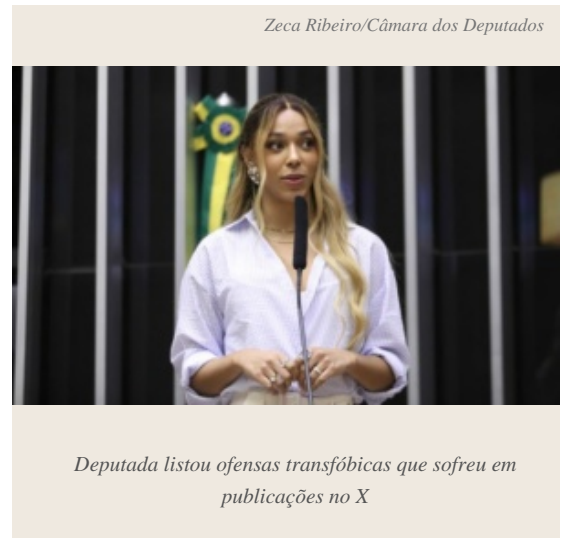 Zeca Ribeiro/Câmara dos Deputados
Deputada listou ofensas transfóbicas que sofreu em
publicações no X